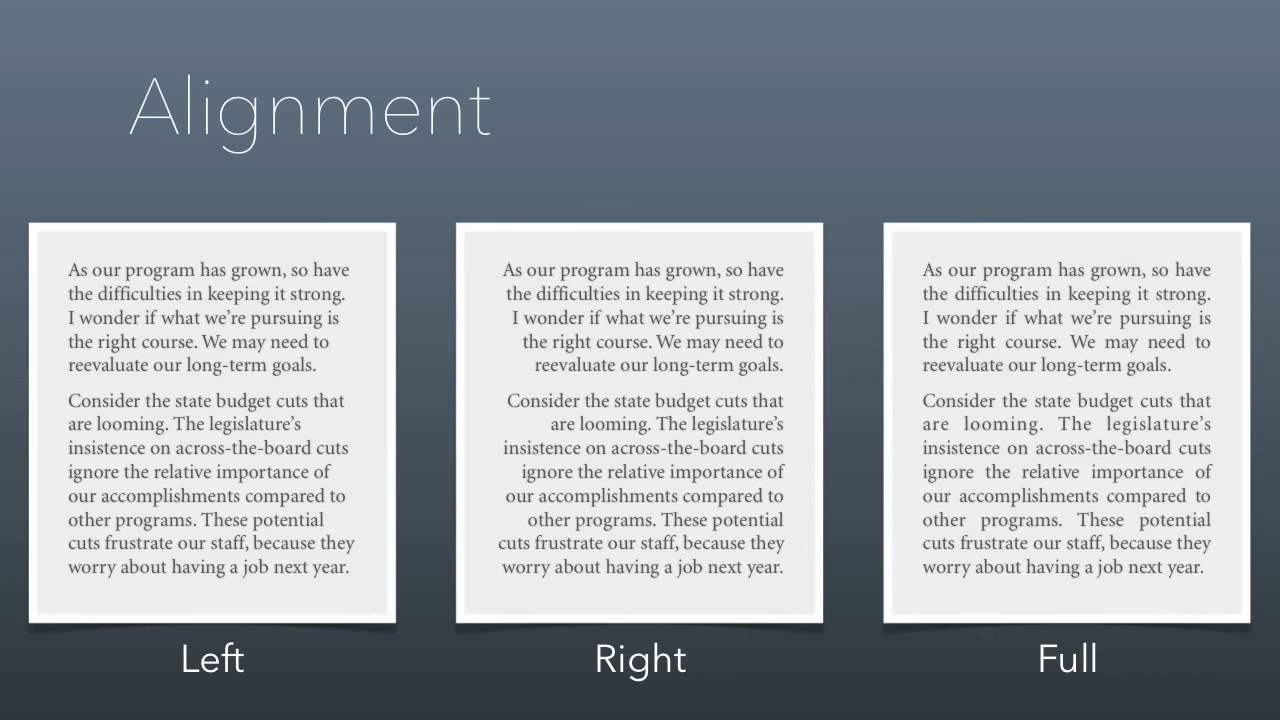 Alignment
As our program has grown, so have
the difficulties in keeping it strong.
I wonder if what we're pursuing is
the right course. We may need to
reevaluate our long-term goals.
Consider the state budget cuts that
are looming. The legislature's
insistence on across-the-board cuts
ignore the relative importance of
our accomplishments compared to
other programs. These potential
cuts frustrate our staff, because they
worry about having a job next year.
Left
As our program has grown, so have
the difficulties in keeping it strong.
I wonder if what we're pursuing is
the right course. We may need to
reevaluate our long-term goals.
Consider the state budget cuts that
are looming. The legislature's
insistence on across-the-board cuts
ignore the relative importance of
our accomplishments compared to
other programs. These potential
cuts frustrate our staff, because they
worry about having a job next year.
Right
As our program has grown, so have
the difficulties in keeping it strong.
I wonder if what we're pursuing is
the right course. We may need to
reevaluate our long-term goals.
Consider the state budget cuts that
are looming. The legislature's
insistence on across-the-board cuts
ignore the relative importance of
our accomplishments compared to
other programs. These potential
cuts frustrate our staff, because they
worry about having a job next year.
Full